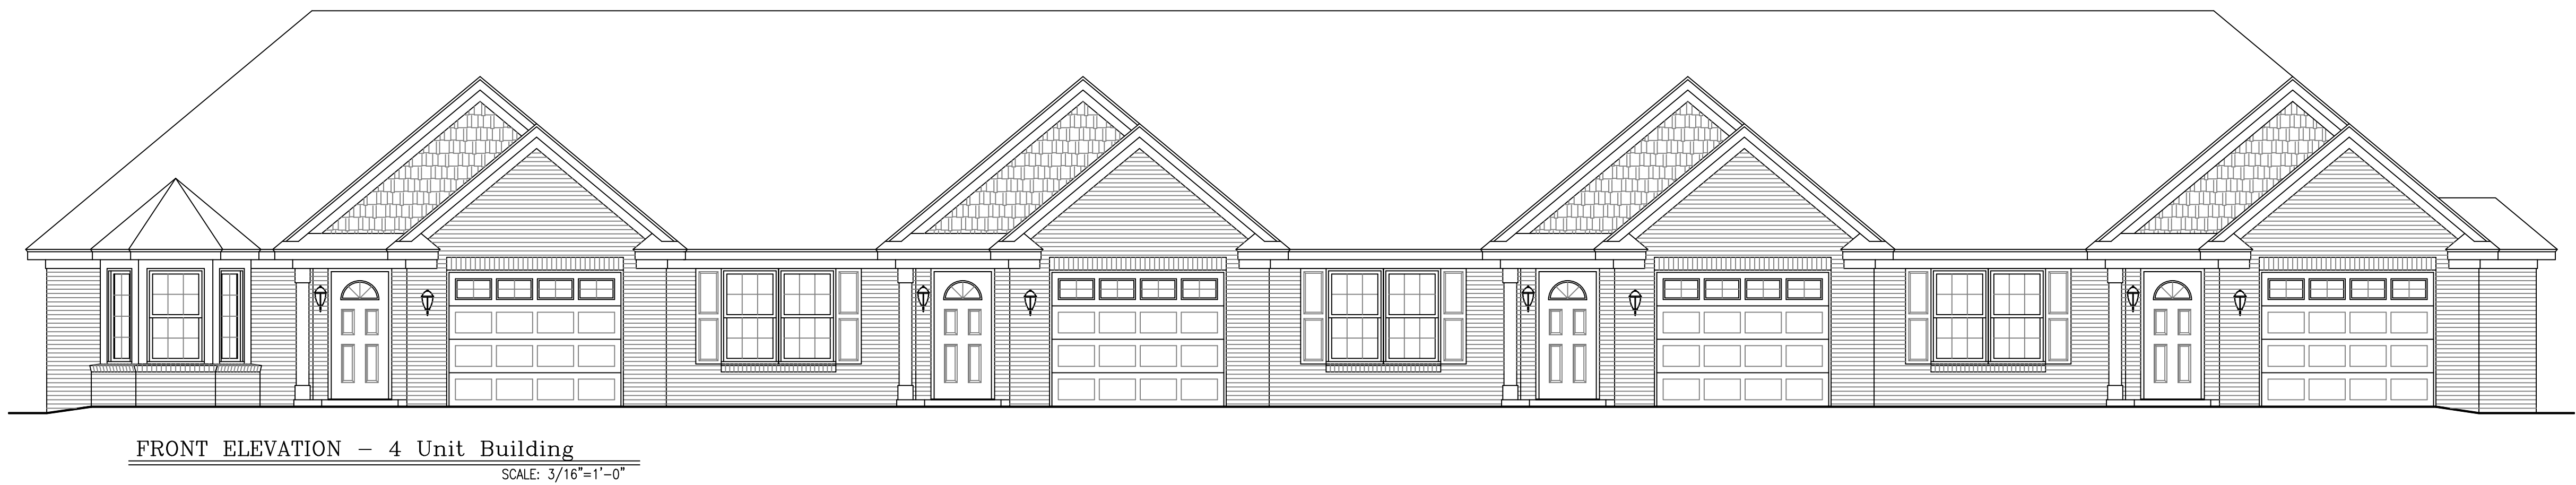 FRONT ELEVATION - 4 Unit Building
SCALE: 3/16"=1'-0"